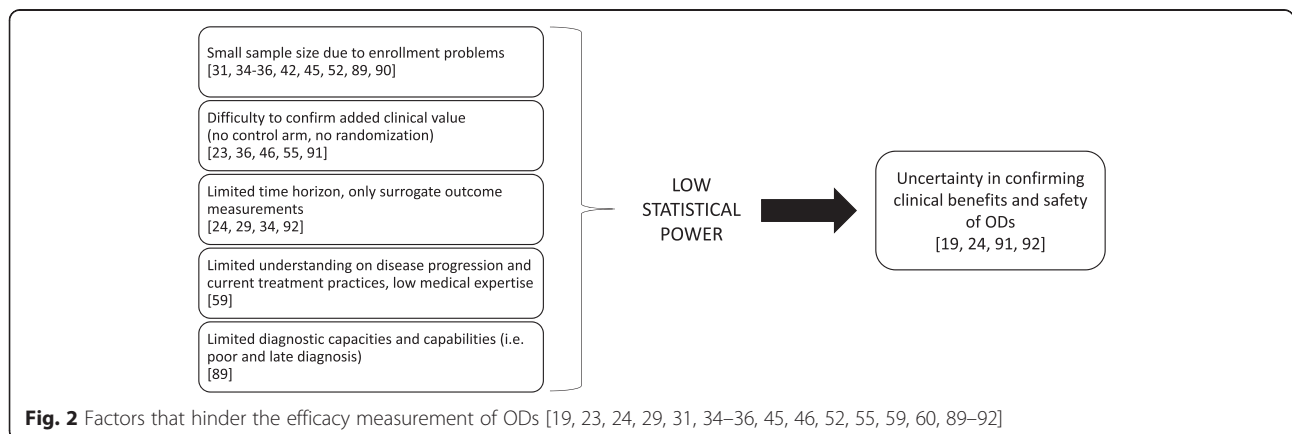 Small sample size due to enrollment problems
[31, 34-36, 42, 45, 52, 89, 90]
Difficulty to confirm added clinical value
(no control arm, no randomization)
[23, 36, 46, 55, 91]
Limited time horizon, only surrogate outcome
measurements
[24, 29, 34, 92]
Limited understanding on disease progression and
current treatment practices, low medical expertise
[59]
Limited diagnostic capacities and capabilities (i.e.
poor and late diagnosis)
[89]
LOW
STATISTICAL
POWER
Uncertainty in confirming
clinical benefits and safety
of ODs
[19, 24, 91, 92]
Fig. 2 Factors that hinder the efficacy measurement of ODs [19, 23, 24, 29, 31, 34–36, 45, 46, 52, 55, 59, 60, 89–92]